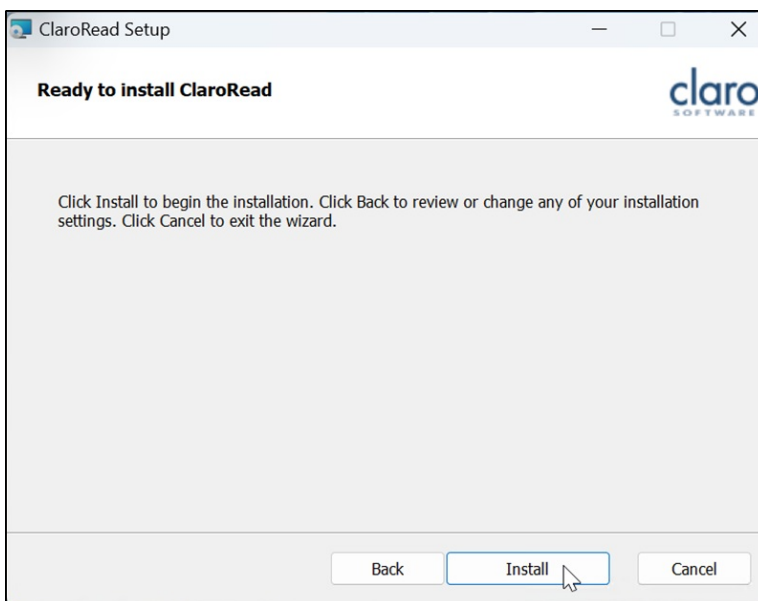 ClaroRead Setup
Ready to install ClaroRead
claro
SOFTWARE
Click Install to begin the installation. Click Back to review or change any of your installation
settings. Click Cancel to exit the wizard.
Back Install Cancel